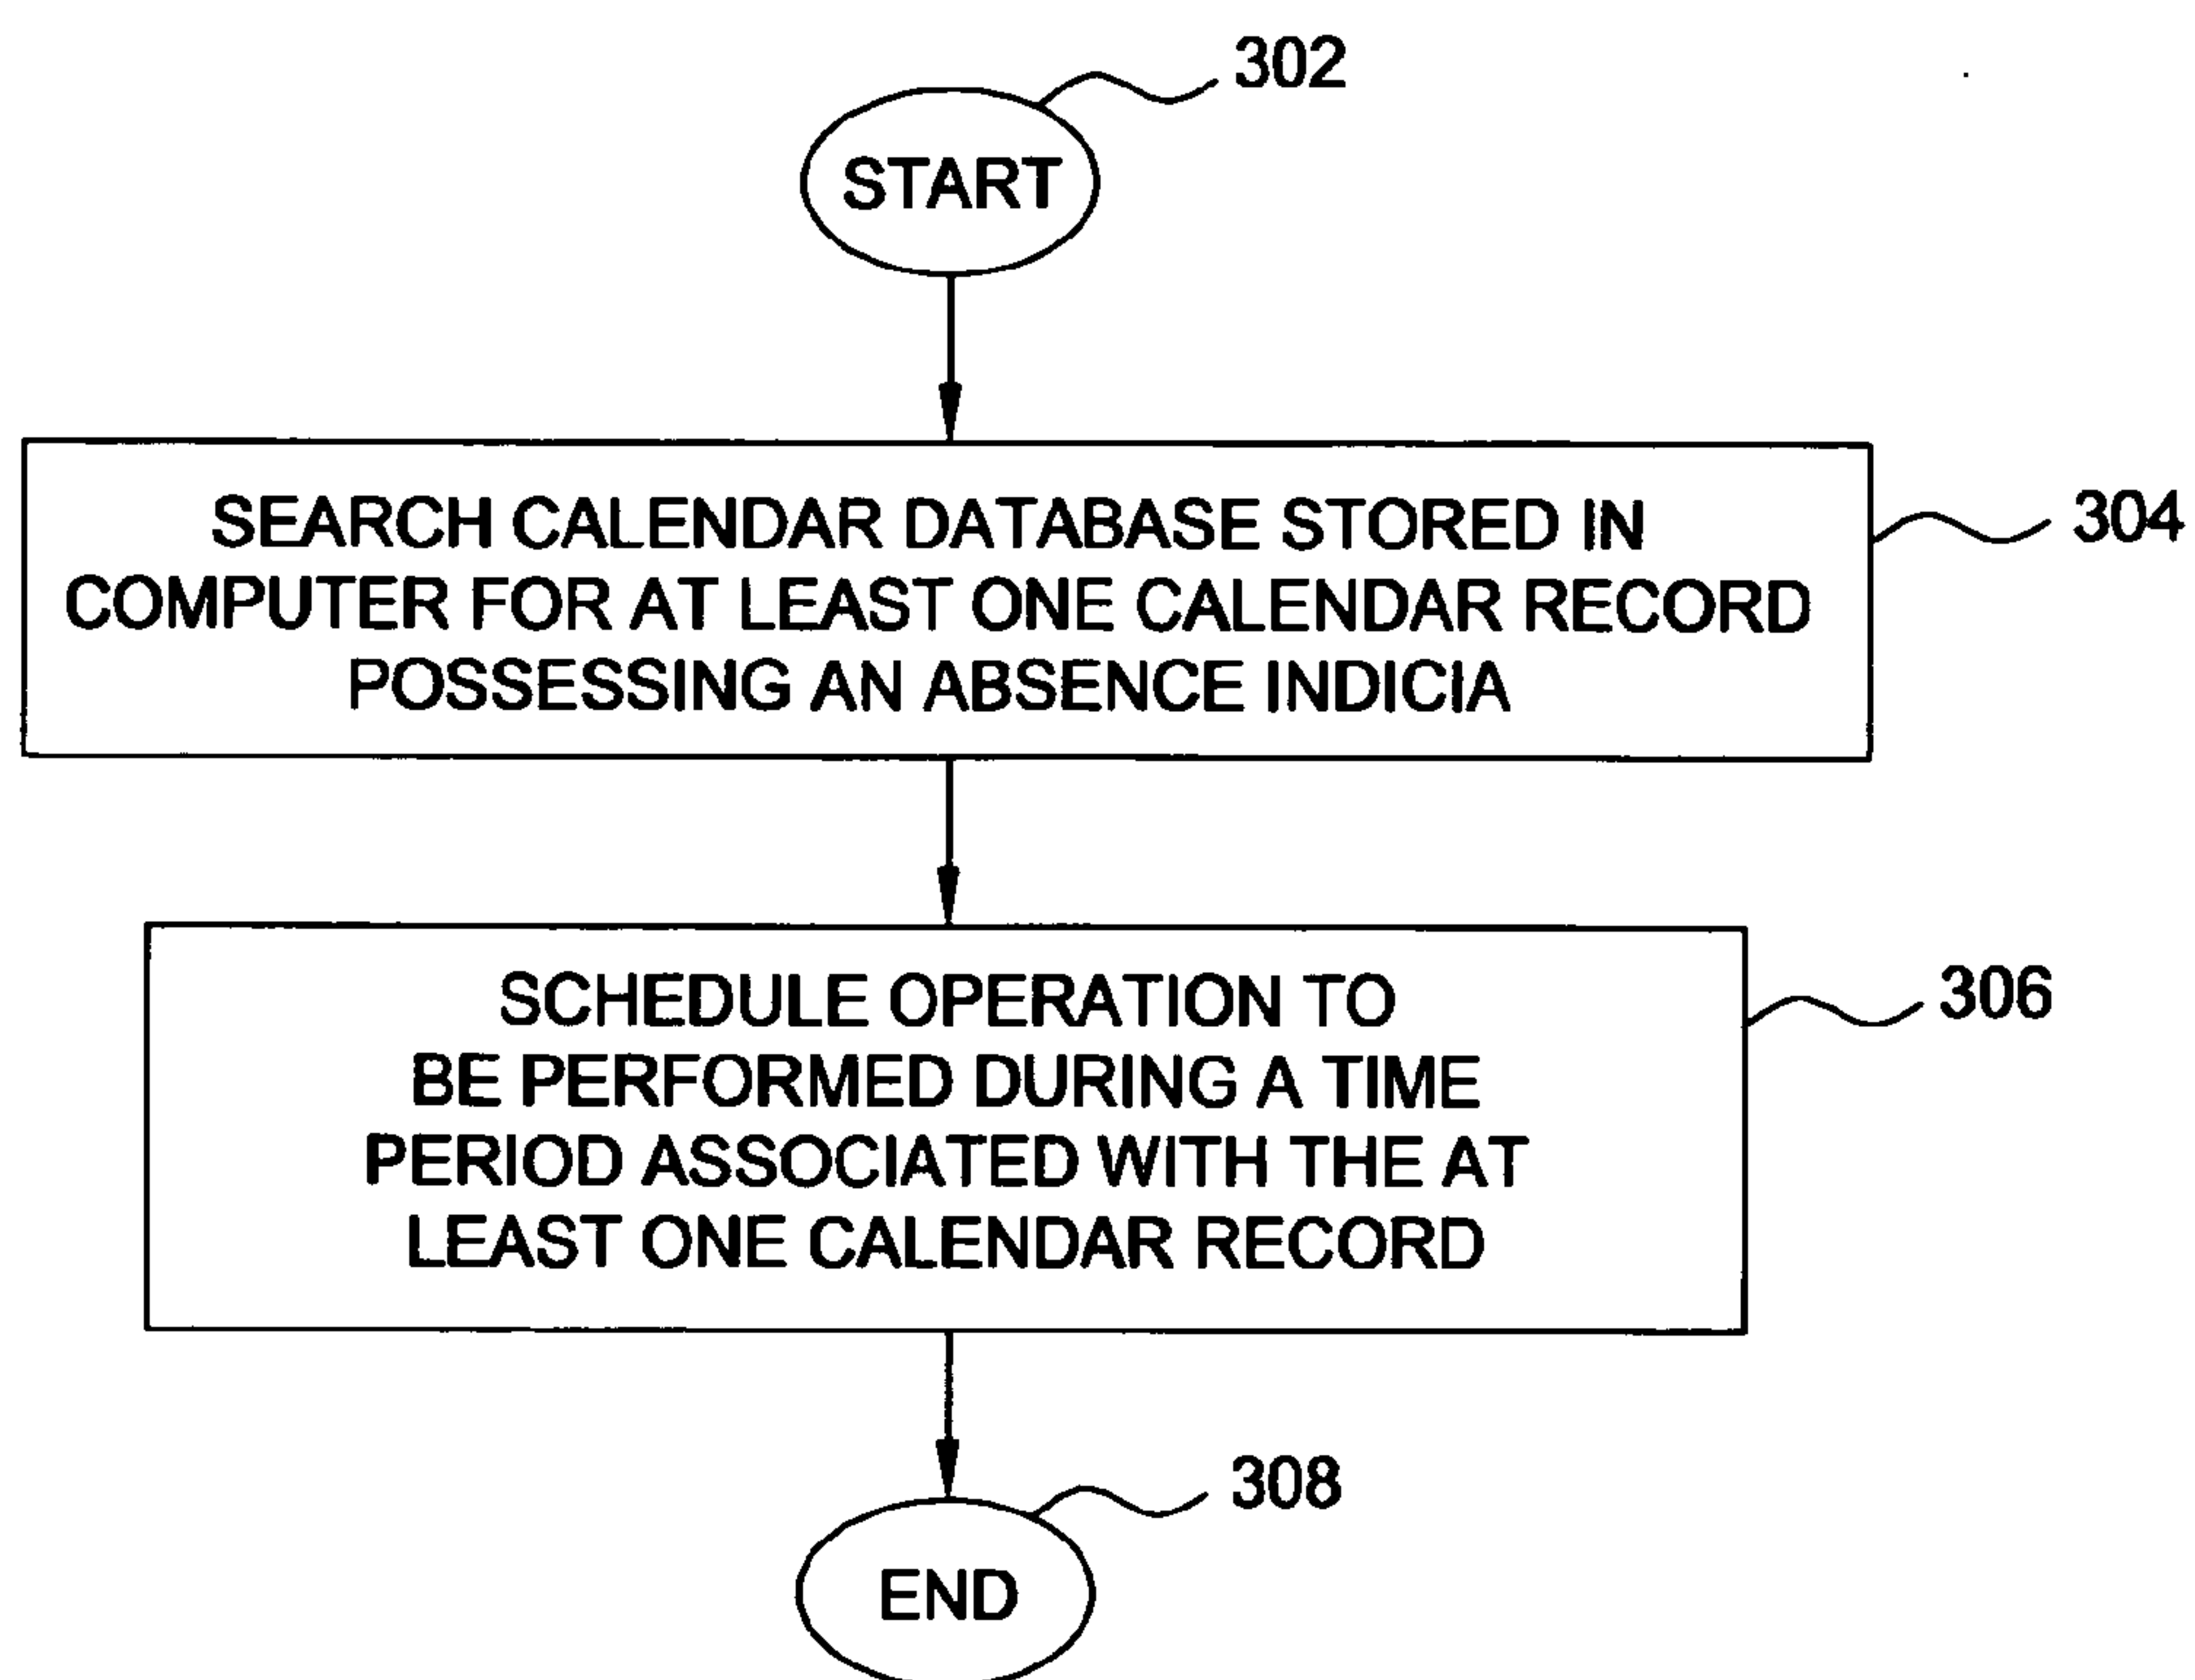 302
START
SEARCH CALENDAR DATABASE STORED IN
COMPUTER FOR AT LEAST ONE CALENDAR RECORD
POSSESSING AN ABSENCE INDICIA
304
SCHEDULE OPERATION TO
BE PERFORMED DURING A TIME
PERIOD ASSOCIATED WITH THE AT
LEAST ONE CALENDAR RECORD
306
308
END